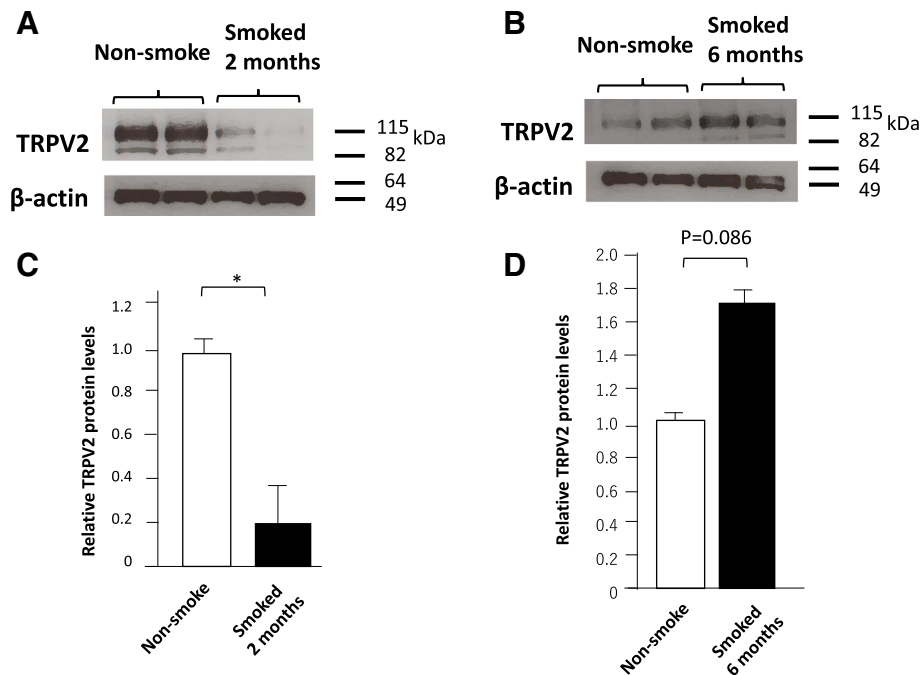 A
Non-smoke
Smoked
2 months
TRPV2
115
kDa
82
β-actin
64
49
B
Non-smoke
Smoked
6 months
TRPV2
115
kDa
82
β-actin
64
49
C
*
Relative TRPV2 protein levels
1.2
1.0
0.8
0.6
0.4
0.2
0
Non-smoke
Smoked
2 months
D
P=0.086
Relative TRPV2 protein levels
2.0
1.8
1.6
1.4
1.2
1.0
0.8
0.6
0.4
0.2
0
Non-smoke
Smoked
6 months